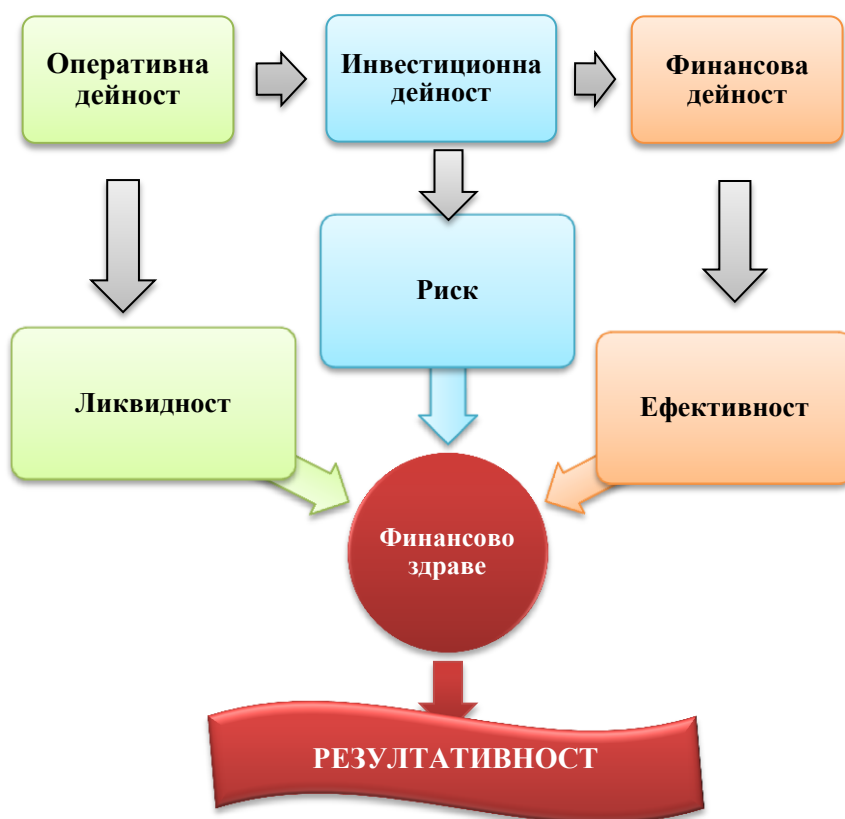 Оперативна
дейност
Инвестиционна
дейност
Финансова
дейност
Риск
Ликвидност
Ефективност
Финансово
здраве
РЕЗУЛТАТИВНОСТ